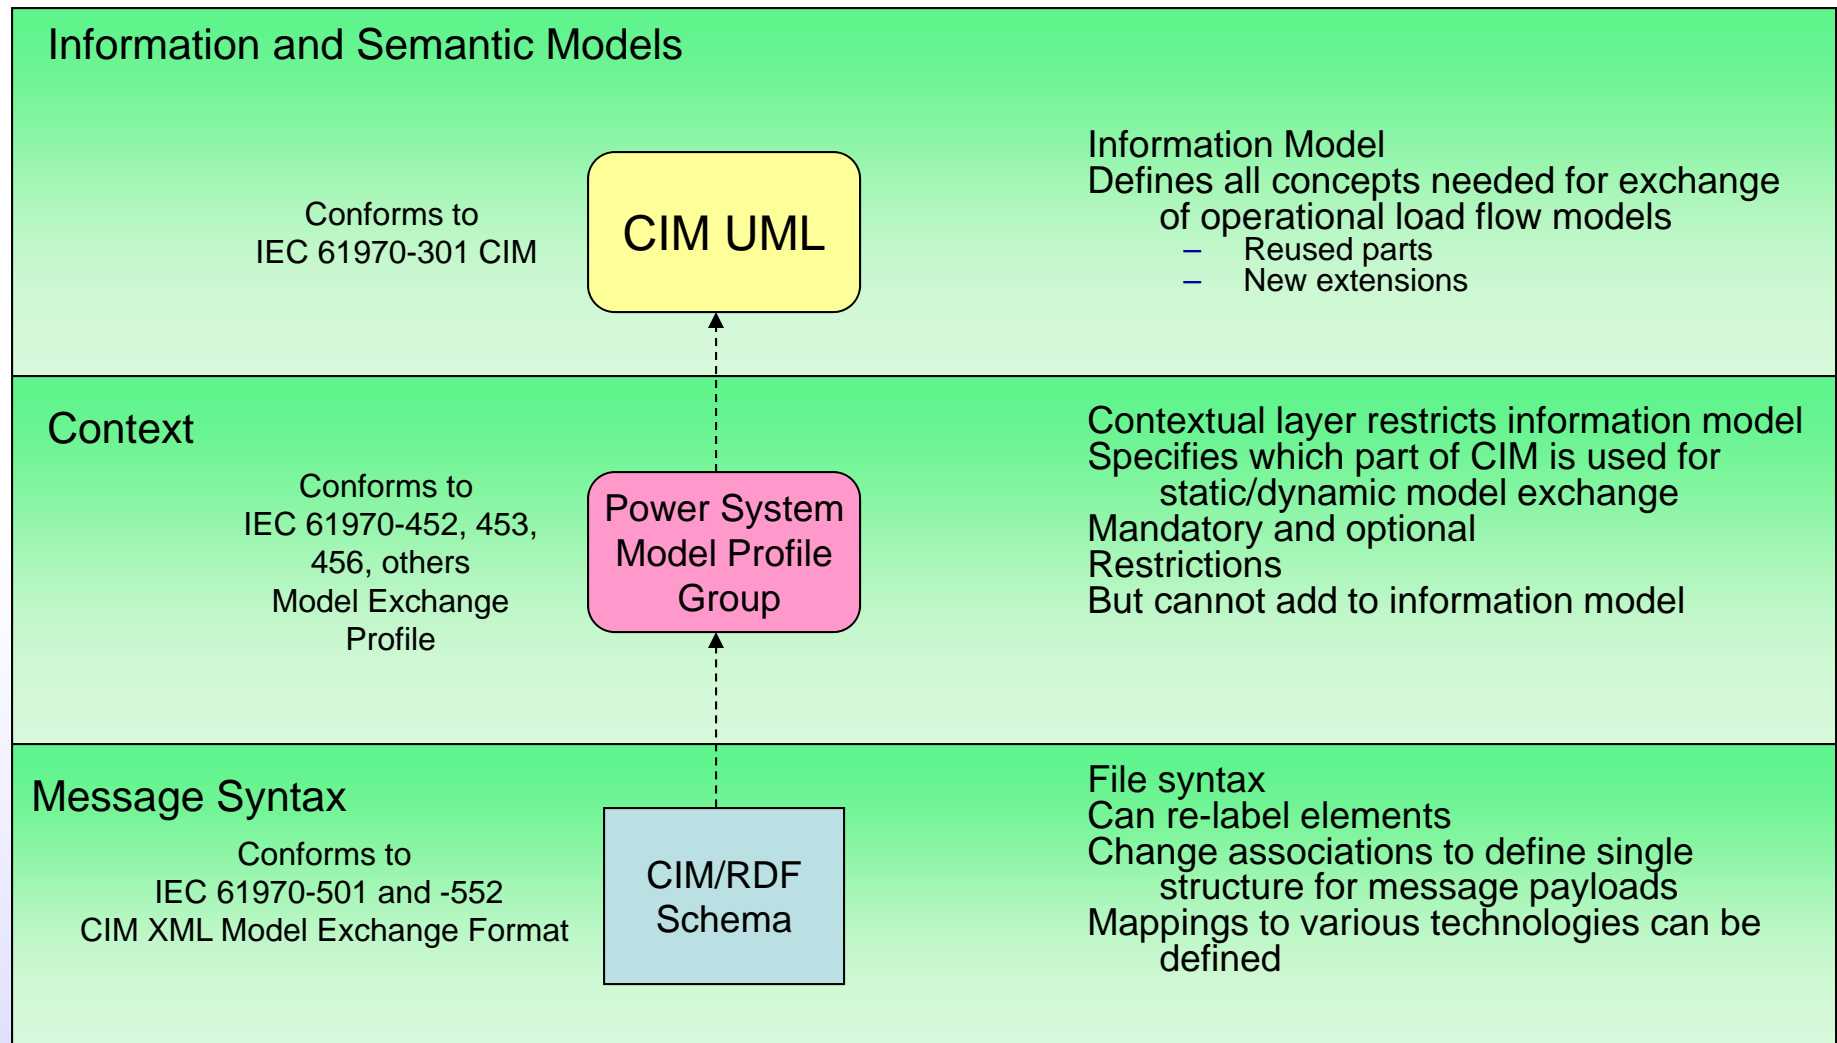 Information and Semantic Models
Conforms to
IEC 61970-301 CIM
CIM UML
Information Model
Defines all concepts needed for exchange
of operational load flow models
– Reused parts
– New extensions
Context
Conforms to
IEC 61970-452, 453,
456, others
Model Exchange
Profile
Power System
Model Profile
Group
Contextual layer restricts information model
Specifies which part of CIM is used for
static/dynamic model exchange
Mandatory and optional
Restrictions
But cannot add to information model
Message Syntax
Conforms to
IEC 61970-501 and -552
CIM XML Model Exchange Format
CIM/RDF
Schema
File syntax
Can re-label elements
Change associations to define single
structure for message payloads
Mappings to various technologies can be
defined